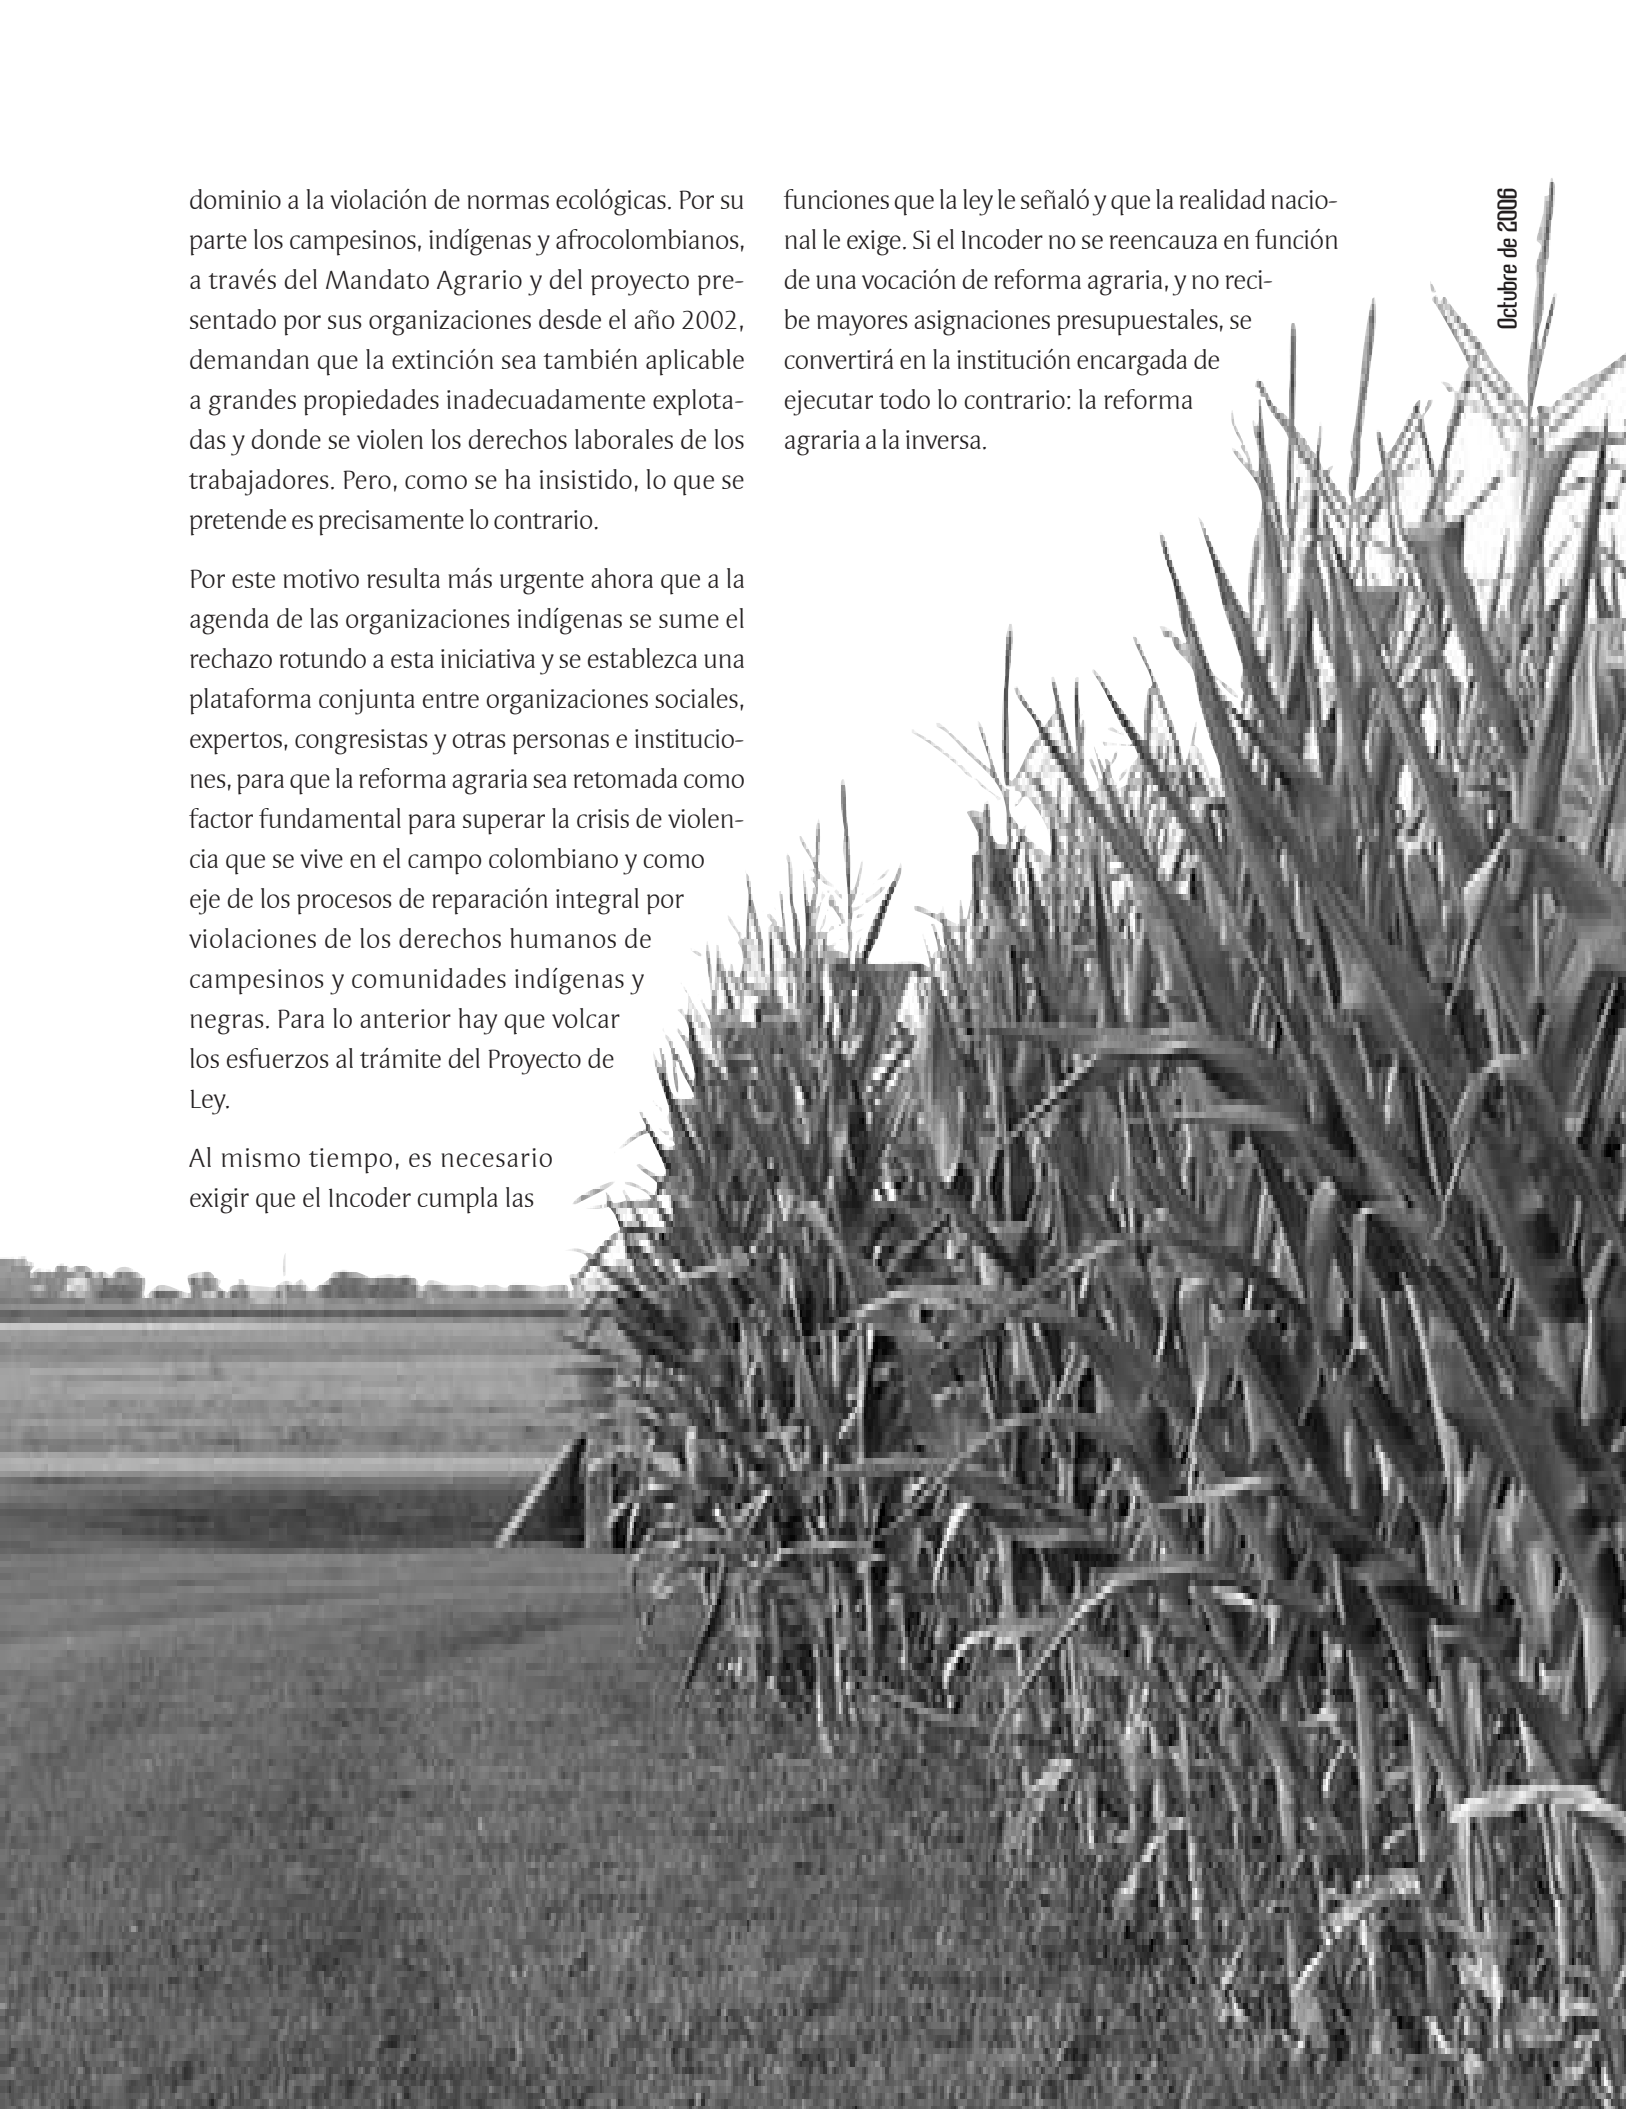 dominio a la violación de normas ecológicas. Por su
parte los campesinos, indígenas y afrocolombianos,
a través del Mandato Agrario y del proyecto pre-
sentado por sus organizaciones desde el año 2002,
demandan que la extinción sea también aplicable
a grandes propiedades inadecuadamente explota-
das y donde se violen los derechos laborales de los
trabajadores. Pero, como se ha insistido, lo que se
pretende es precisamente lo contrario.
Por este motivo resulta más urgente ahora que a la
agenda de las organizaciones indígenas se sume el
rechazo rotundo a esta iniciativa y se establezca una
plataforma conjunta entre organizaciones sociales,
expertos, congresistas y otras personas e institucio-
nes, para que la reforma agraria sea retomada como
factor fundamental para superar la crisis de violen-
cia que se vive en el campo colombiano y como
eje de los procesos de reparación integral por
violaciones de los derechos humanos de
campesinos y comunidades indígenas y
negras. Para lo anterior hay que volcar
los esfuerzos al trámite del Proyecto de
Ley.
Al mismo tiempo, es necesario
exigir que el Incoder cumpla las
funciones que la ley le señaló y que la realidad nacio-
nal le exige. Si el Incoder no se reencauza en función
de una vocación de reforma agraria, y no reci-
be mayores asignaciones presupuestales, se
convertirá en la institución encargada de
ejecutar todo lo contrario: la reforma
agraria a la inversa.
Octubre de 2006